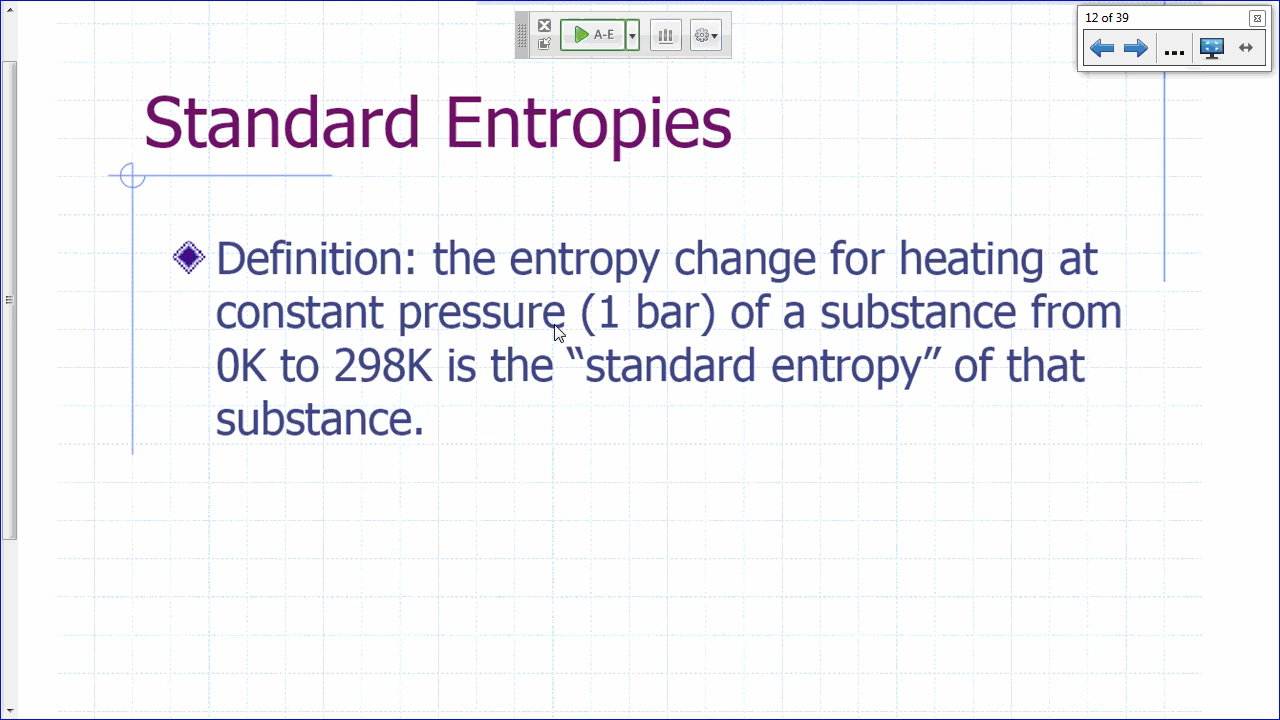 12 of 39
A-E
Standard Entropies
Definition: the entropy change for heating at
constant pressure (1 bar) of a substance from
0K to 298K is the “standard entropy” of that
substance.